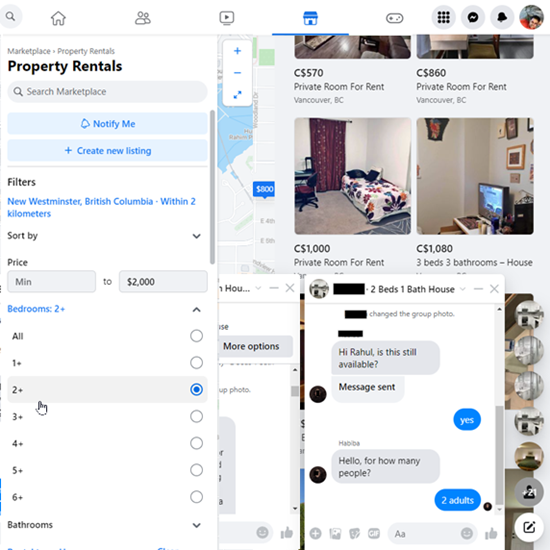 Marketplace › Property Rentals
Property Rentals
Search Marketplace
Notify Me
+ Create new listing
Filters
New Westminster, British Columbia · Within 2
kilometers
Sort by
Price
Min to $2,000
Bedrooms: 2+
All
1+
2+
3+
4+
5+
6+
Bathrooms
+
−
$800
E 4th
E 5th
C$570
Private Room For Rent
Vancouver, BC
C$860
Private Room For Rent
Vancouver, BC
C$1,000
Private Room For Rent
C$1,080
3 beds 3 bathrooms – House
Hou...
More options
group photo.
· 2 Beds 1 Bath House
changed the group photo.
Hi Rahul, is this still
available?
Message sent
yes
Habiba
Hello, for how many
people?
2 adults
GIF
Aa
+21